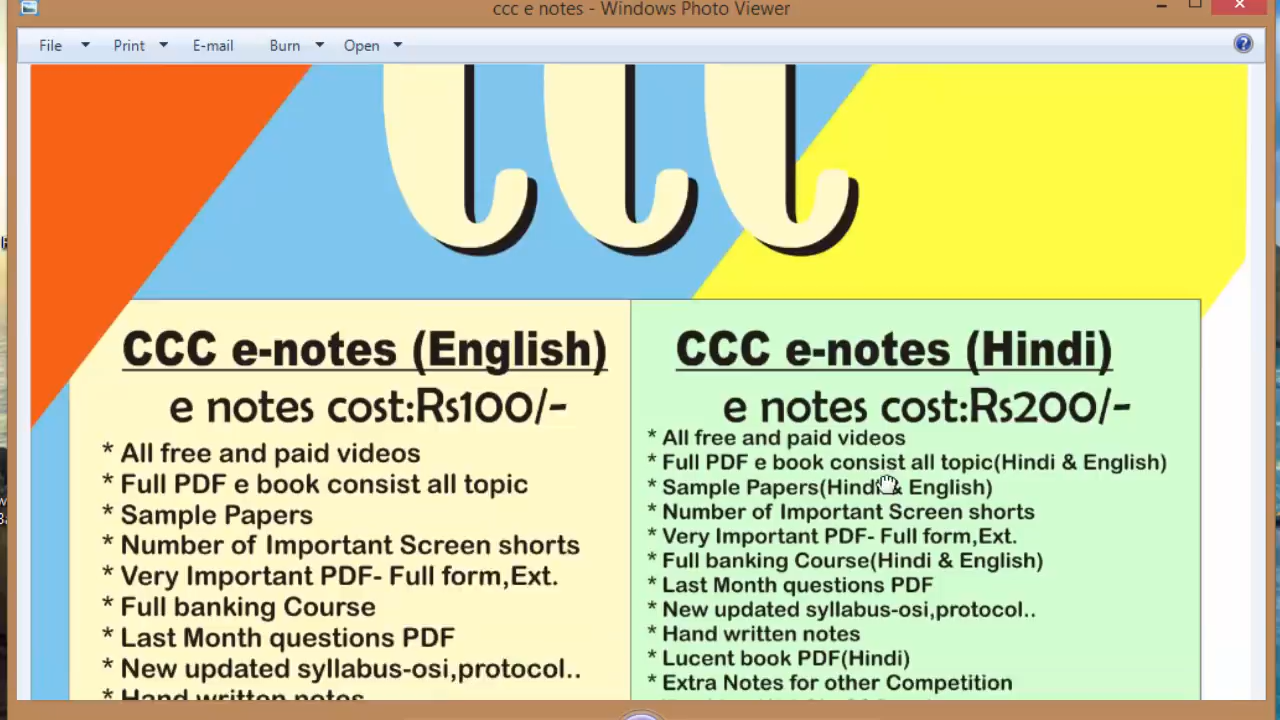 ccc e notes - Windows Photo Viewer
File Print E-mail Burn Open
ccc
CCC e-notes (English)
e notes cost:Rs100/-
* All free and paid videos
* Full PDF e book consist all topic
* Sample Papers
* Number of Important Screen shorts
* Very Important PDF- Full form,Ext.
* Full banking Course
* Last Month questions PDF
* New updated syllabus-osi,protocol..
* Hand written notes
CCC e-notes (Hindi)
e notes cost:Rs200/-
* All free and paid videos
* Full PDF e book consist all topic(Hindi & English)
* Sample Papers(Hindi & English)
* Number of Important Screen shorts
* Very Important PDF- Full form,Ext.
* Full banking Course(Hindi & English)
* Last Month questions PDF
* New updated syllabus-osi,protocol..
* Hand written notes
* Lucent book PDF(Hindi)
* Extra Notes for other Competition